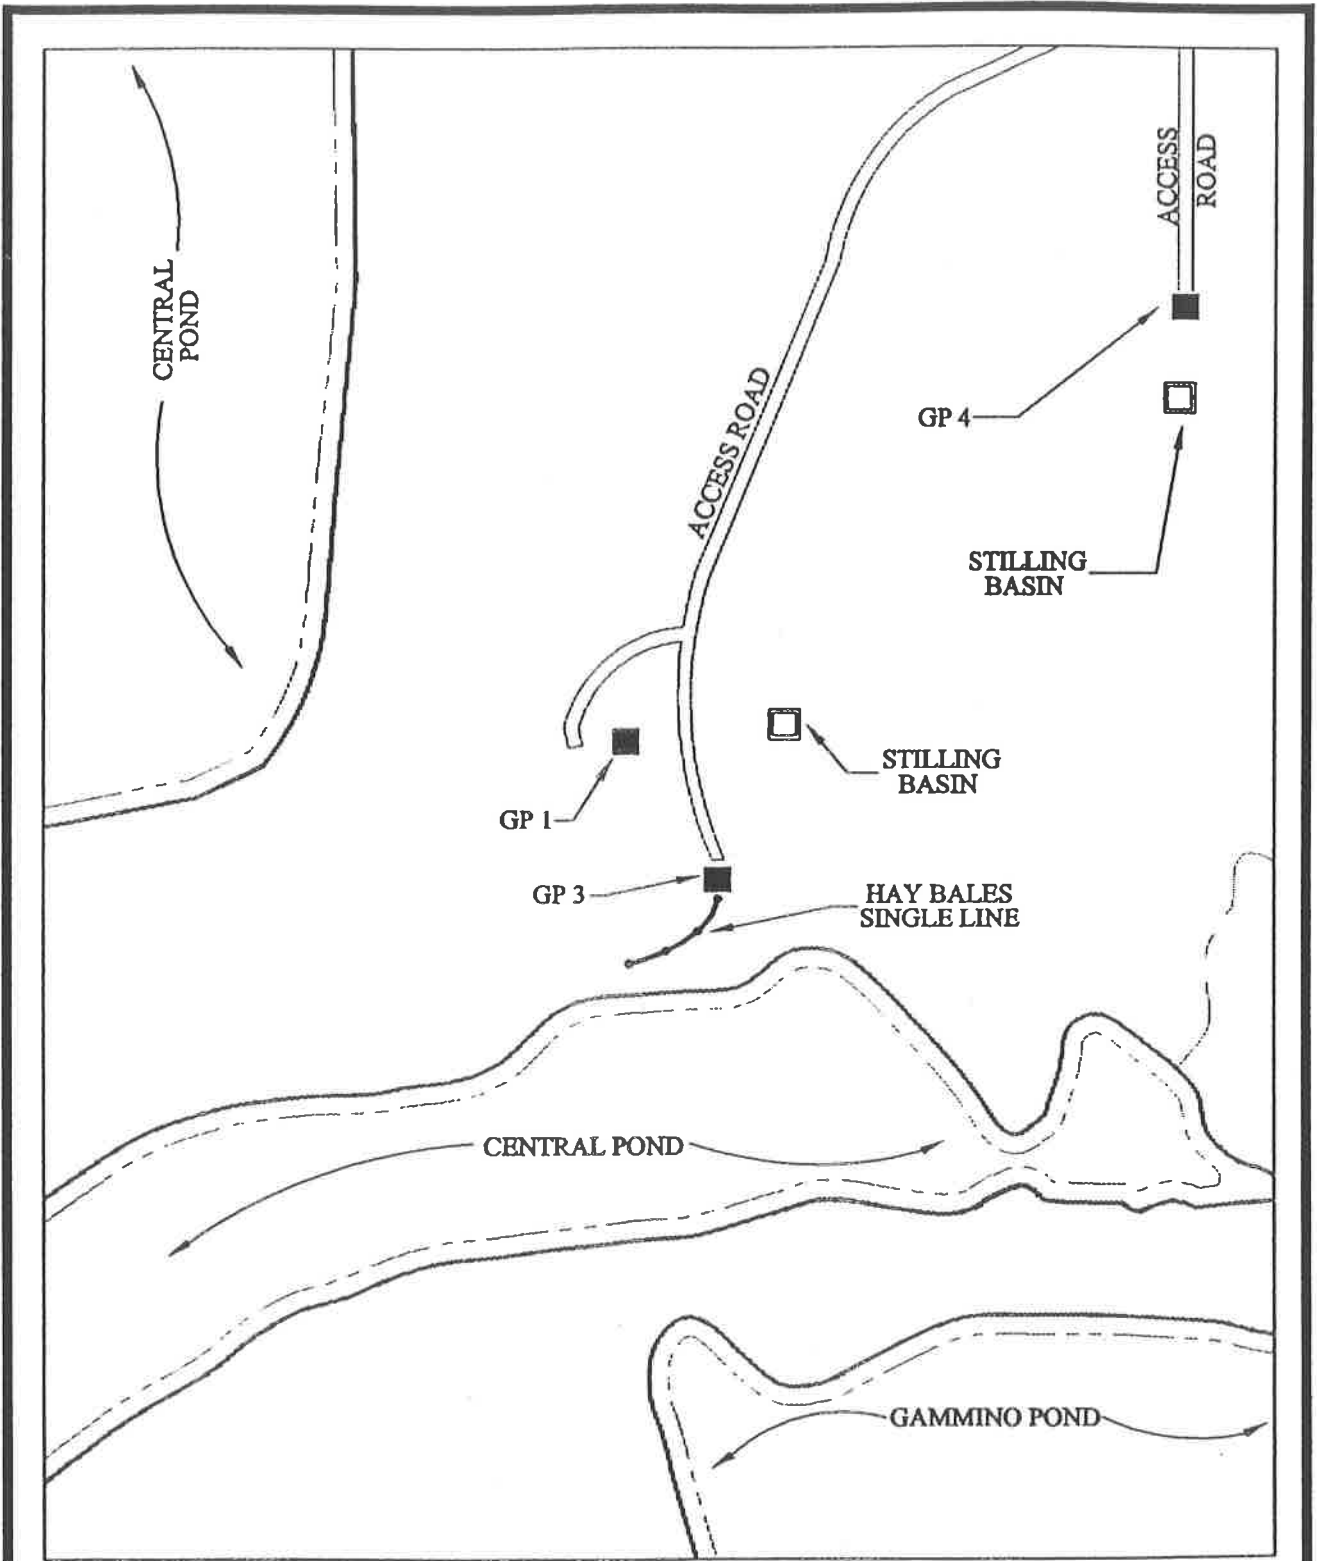 ACCESS
ROAD
CENTRAL
POND
ACCESS ROAD
GP 4
STILLING
BASIN
STILLING
BASIN
GP 1
GP 3
HAY BALES
SINGLE LINE
CENTRAL POND
GAMMINO POND